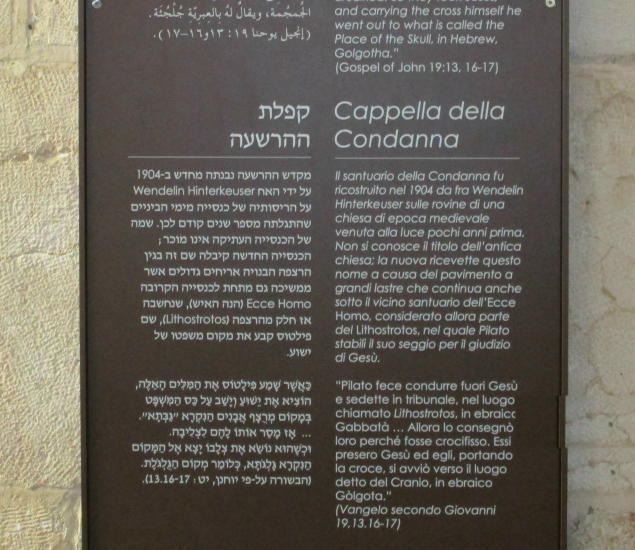 الجُمجُمة، ويقالُ لهُ بالعِبريّة جُلجُثَة.
(إنجيل يوحنا ١٩: ١٣و١٦–١٧).
and carrying the cross himself he
went out to what is called the
Place of the Skull, in Hebrew,
Golgotha."
(Gospel of John 19:13, 16-17)
קפלת
ההרשעה
מקדש ההרשעה נבנתה מחדש ב-1904
על ידי האח Wendelin Hinterkeuser
על הריסותיה של כנסייה מימי הביניים
שהתגלתה מספר שנים קודם לכן. שמה
של הכנסייה העתיקה אינו מוכר;
הכנסייה החדשה קיבלה שם זה בגין
הרצפה הבנויה אריחים גדולים אשר
ממשיכה גם מתחת לכנסייה הקרובה
Ecce Homo (הנה האיש), שנחשבה
אז חלק מהרצפה (Lithostrotos), שם
פילטוס קבע את מקום משפטו של
ישוע.
כַּאֲשֶׁר שָׁמַע פִּילָטוֹס אֶת הַמִּלִּים הָאֵלֶּה,
הוֹצִיא אֶת יֵשׁוּעַ וְיָשַׁב עַל כֵּס הַמִּשְׁפָּט
בְּמָקוֹם מְרֻצַּף אֲבָנִים הַנִּקְרָא "גַּבְּתָא".
... אָז מָסַר אוֹתוֹ לָהֶם לִצְלִיבָה.
וּכְשֶׁהוּא נוֹשֵׂא אֶת צְלָבוֹ יָצָא אֶל הַמָּקוֹם
הַנִּקְרָא גָּלְגָּלְתָּא, כְּלוֹמַר מְקוֹם הַגֻּלְגֹּלֶת.
(הבשורה על-פי יוחנן, יט: 13.16-17).
Cappella della
Condanna
Il santuario della Condanna fu
ricostruito nel 1904 da fra Wendelin
Hinterkeuser sulle rovine di una
chiesa di epoca medievale
venuta alla luce pochi anni prima.
Non si conosce il titolo dell'antica
chiesa; la nuova ricevette questo
nome a causa del pavimento a
grandi lastre che continua anche
sotto il vicino santuario dell'Ecce
Homo, considerato allora parte
del Lithostrotos, nel quale Pilato
stabilì il suo seggio per il giudizio
di Gesù.
"Pilato fece condurre fuori Gesù
e sedette in tribunale, nel luogo
chiamato Lithostrotos, in ebraico
Gabbatà ... Allora lo consegnò
loro perché fosse crocifisso. Essi
presero Gesù ed egli, portando
la croce, si avviò verso il luogo
detto del Cranio, in ebraico
Gòlgota."
(Vangelo secondo Giovanni
19,13.16-17)